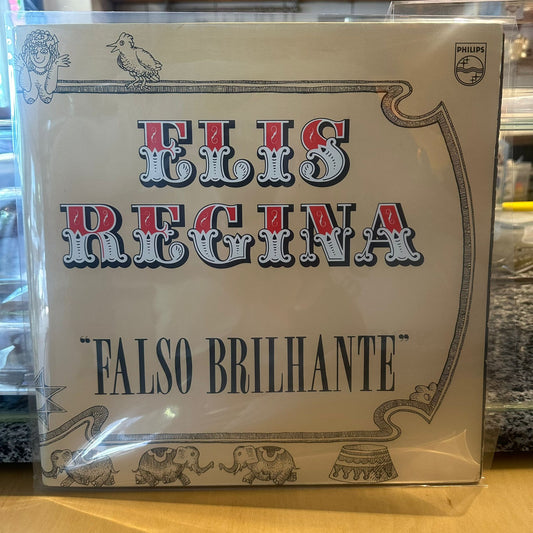 PHILIPS
ELIS
REGINA
"FALSO BRILHANTE"